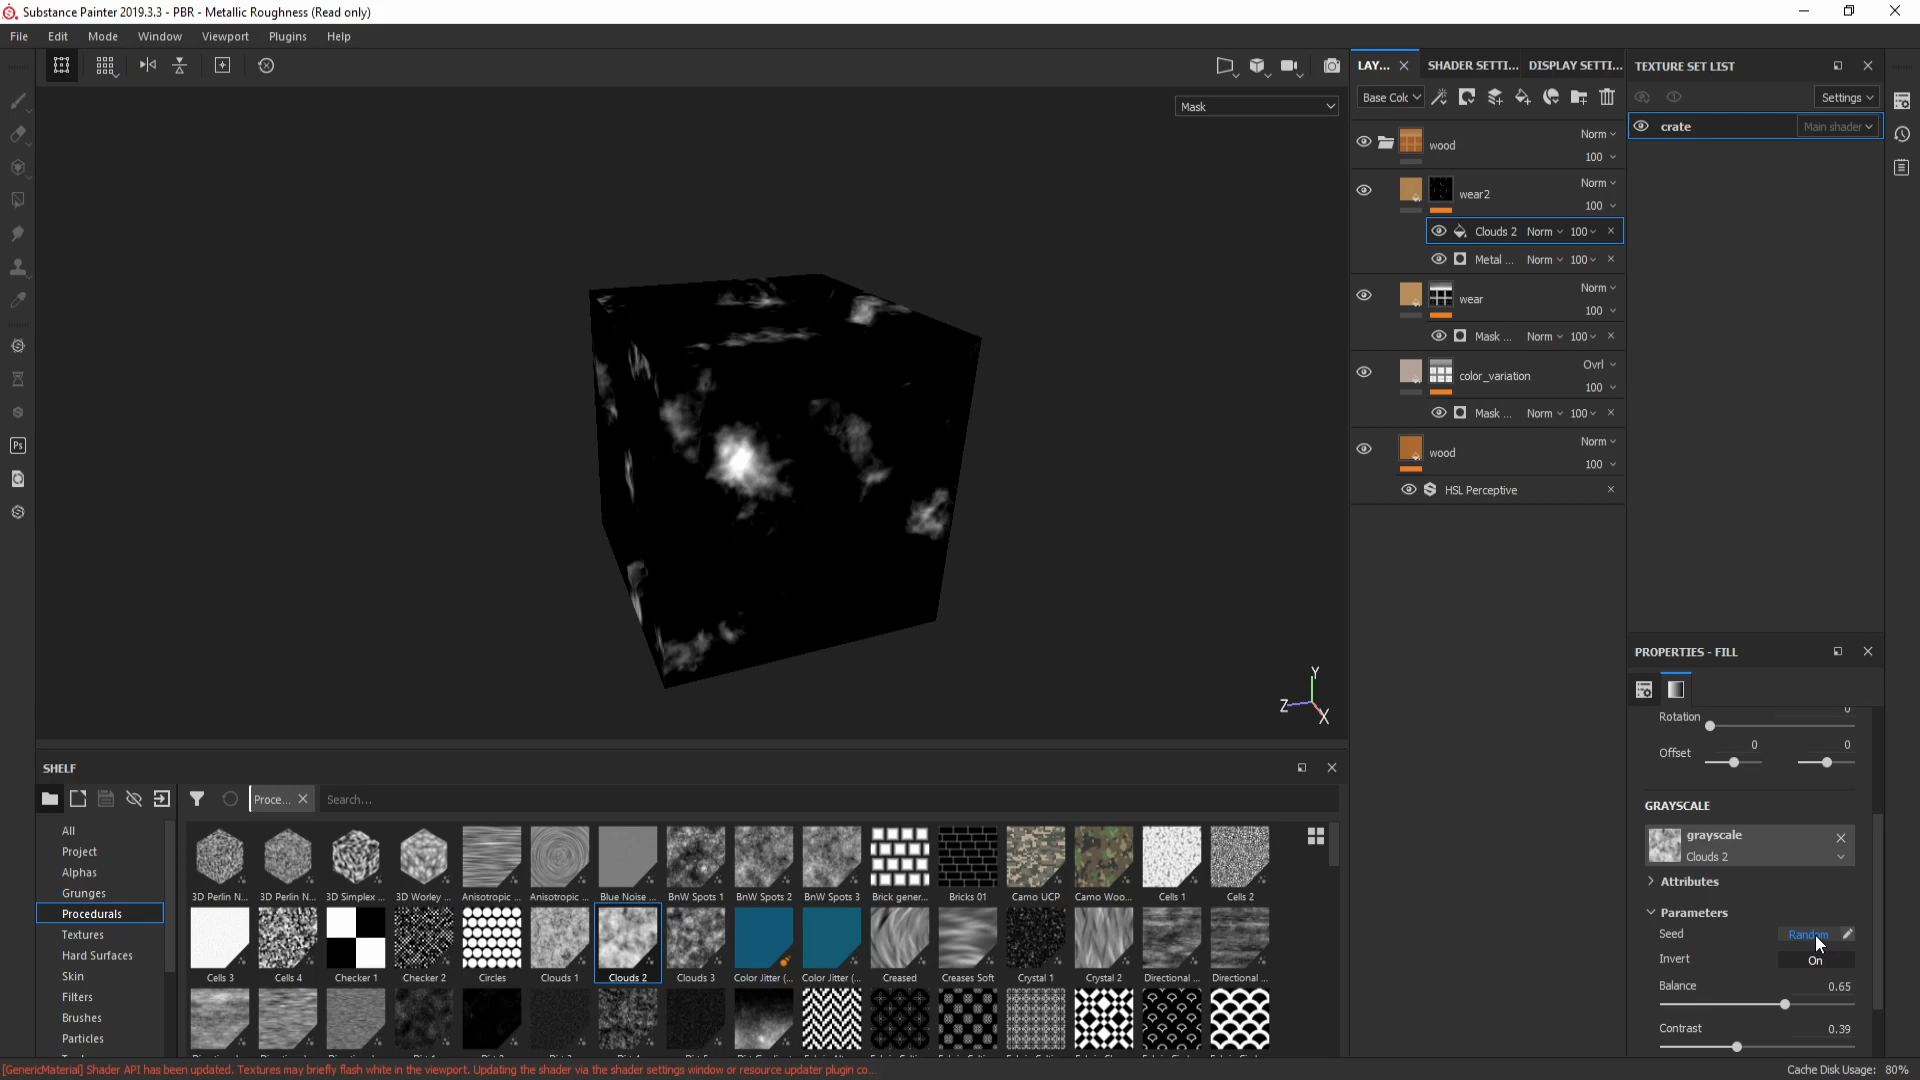 Substance Painter 2019.3.3 - PBR - Metallic Roughness (Read only)
File Edit Mode Window Viewport Plugins Help
Mask
LAY... SHADER SETTI... DISPLAY SETTI...
Base Col
wood Norm 100
wear2 Norm 100
Clouds 2 Norm 100
Metal ... Norm 100
wear Norm 100
Mask ... Norm 100
color_variation Ovrl 100
Mask ... Norm 100
wood Norm 100
HSL Perceptive
TEXTURE SET LIST
Settings
crate Main shader
PROPERTIES - FILL
Rotation 0
Offset 0 0
GRAYSCALE
grayscale
Clouds 2
Attributes
Parameters
Seed Random
Invert On
Balance 0.65
Contrast 0.39
Y
Z
X
Ps
SHELF
Proce... Search...
All
Project
Alphas
Grunges
Procedurals
Textures
Hard Surfaces
Skin
Filters
Brushes
Particles
3D Perlin N... 3D Perlin N... 3D Simplex ... 3D Worley ... Anisotropic ... Anisotropic ... Blue Noise ... BnW Spots 1 BnW Spots 2 BnW Spots 3 Brick gener... Bricks 01 Camo UCP Camo Woo... Cells 1 Cells 2
Cells 3 Cells 4 Checker 1 Checker 2 Circles Clouds 1 Clouds 2 Clouds 3 Color Jitter (... Color Jitter (... Creased Creases Soft Crystal 1 Crystal 2 Directional ... Directional ...
[GenericMaterial] Shader API has been updated. Textures may briefly flash white in the viewport. Updating the shader via the shader settings window or resource updater plugin co...
Cache Disk Usage: 80%